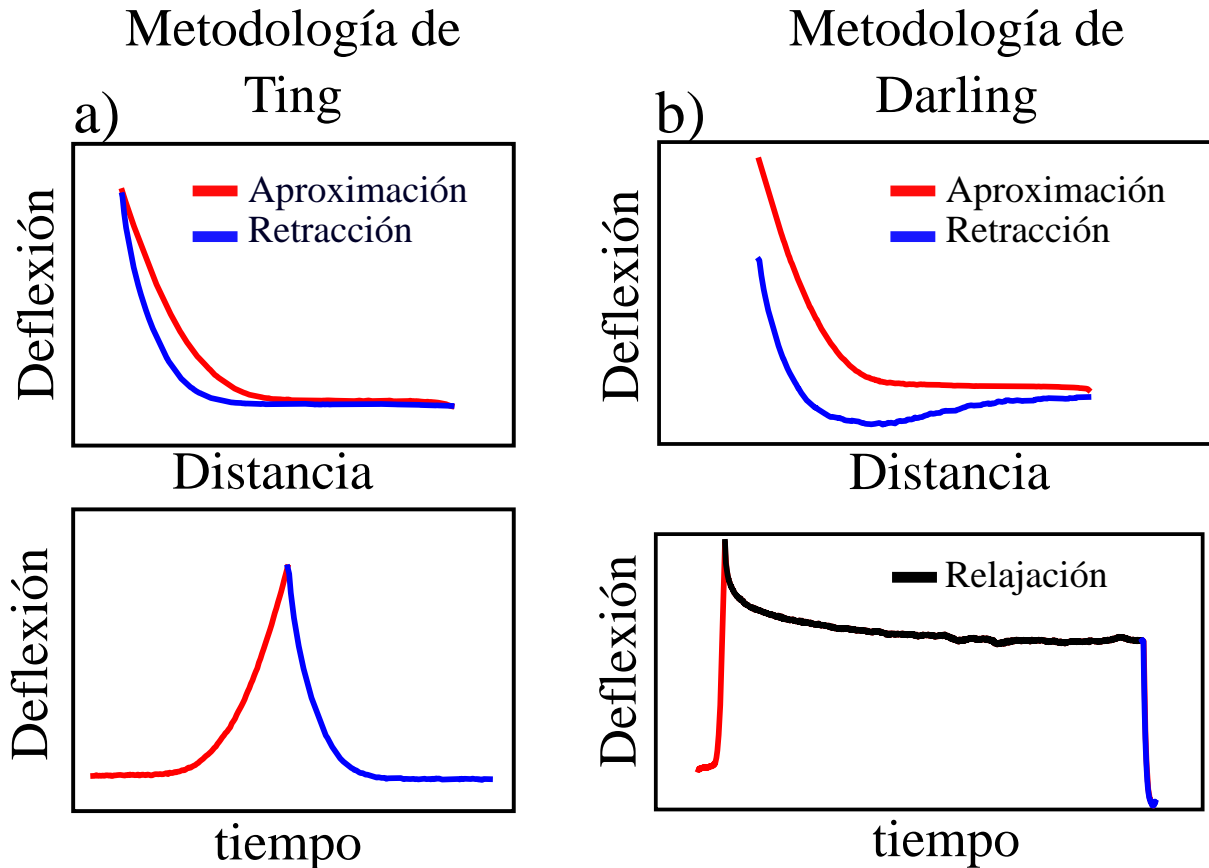 Metodología de
Ting
a)
Deflexión
Aproximación
Retracción
Distancia
Deflexión
tiempo
Metodología de
Darling
b)
Deflexión
Aproximación
Retracción
Distancia
Deflexión
Relajación
tiempo